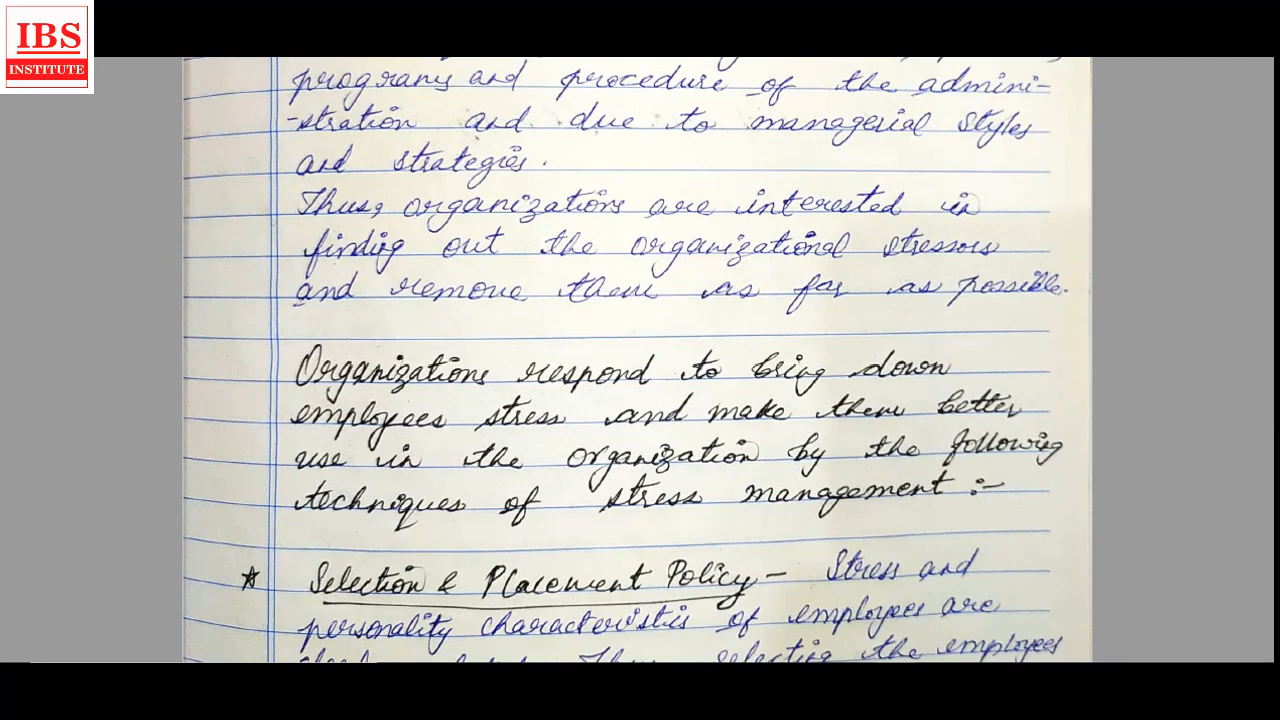 IBS
INSTITUTE
programs and procedure of the admini-
-stration and due to managerial styles
and strategies.
Thus, organizations are interested in
finding out the organizational stressors
and remove them as far as possible.
Organizations respond to bring down
employees stress and make them better
use in the organization by the following
techniques of stress management :-
☆ Selection & Placement Policy - Stress and
personality characteristics of employees are
selecting the employees